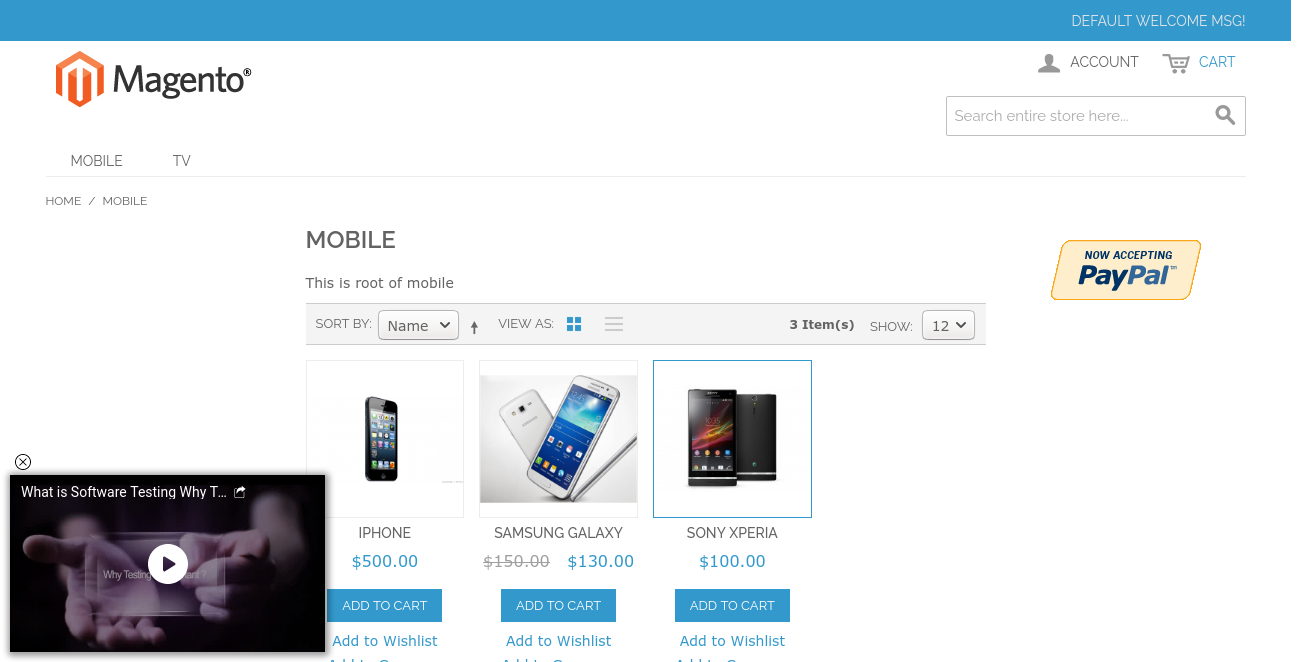 DEFAULT WELCOME MSG!
Magento®
ACCOUNT
CART
Search entire store here...
MOBILE
TV
HOME / MOBILE
MOBILE
NOW ACCEPTING
PayPal™
This is root of mobile
SORT BY: Name
VIEW AS:
3 Item(s)
SHOW: 12
IPHONE
SAMSUNG GALAXY
SONY XPERIA
$500.00
$150.00 $130.00
$100.00
ADD TO CART
ADD TO CART
ADD TO CART
Add to Wishlist
Add to Wishlist
Add to Wishlist
What is Software Testing Why T...
Why Testing